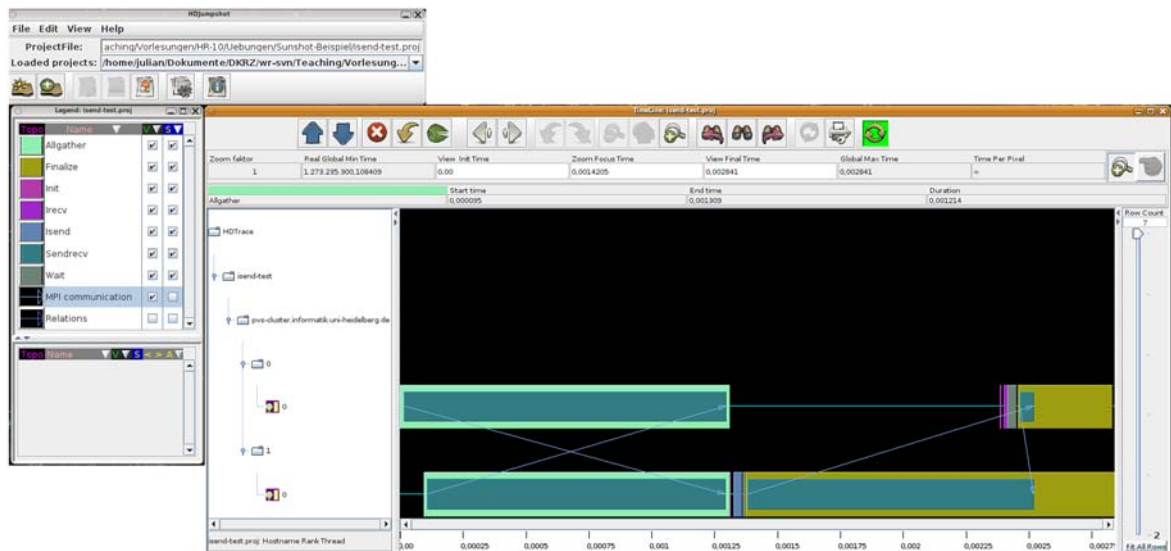 HDJumpshot
File Edit View Help
ProjectFile: aching/Vorlesungen/HR-10/Uebungen/Sunshot-Beispiel/isend-test.proj
Loaded projects: /home/julian/Dokumente/DKRZ/wr-svn/Teaching/Vorlesung...
Legend: isend-test.proj
Topo Name V S
Allgather
Finalize
Init
Irecv
Isend
Sendrecv
Wait
MPI communication
Relations
Topo Name V S < > A
TimeLine: (isend-test.proj)
Zoom faktor Real Global Min Time View Init Time Zoom Focus Time View Final Time Global Max Time Time Per Pixel
1 1.273.235.300,108409 0,00 0,0014205 0,002841 0,002841
Start time End time Duration
Allgather 0,000095 0,001309 0,001214
Row Count
7
HDTrace
isend-test
pvs-cluster.informatik.uni-heidelberg.de
0
0
1
0
2
isend-test.proj: Hostname Rank Thread
0,00 0,00025 0,0005 0,00075 0,001 0,00125 0,0015 0,00175 0,002 0,00225 0,0025 0,0027
Fit All Rows